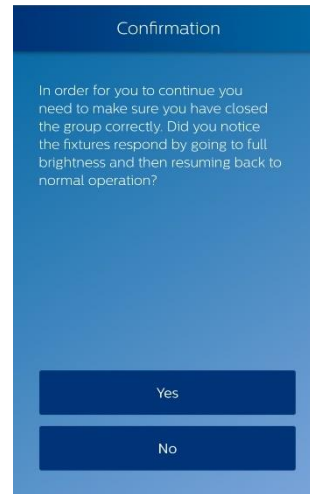 Confirmation
In order for you to continue you
need to make sure you have closed
the group correctly. Did you notice
the fixtures respond by going to full
brightness and then resuming back to
normal operation?
Yes
No